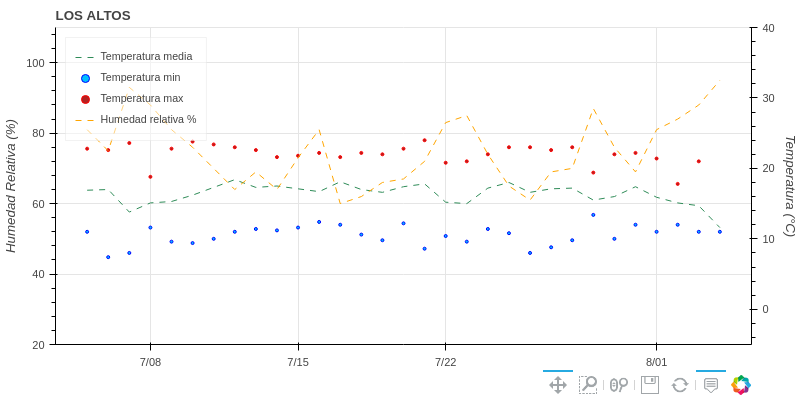 LOS ALTOS
Temperatura media
Temperatura min
Temperatura max
Humedad relativa %
Humedad Relativa (%)
100
80
60
40
20
40
30
20
10
0
Temperatura (°C)
7/08
7/15
7/22
8/01